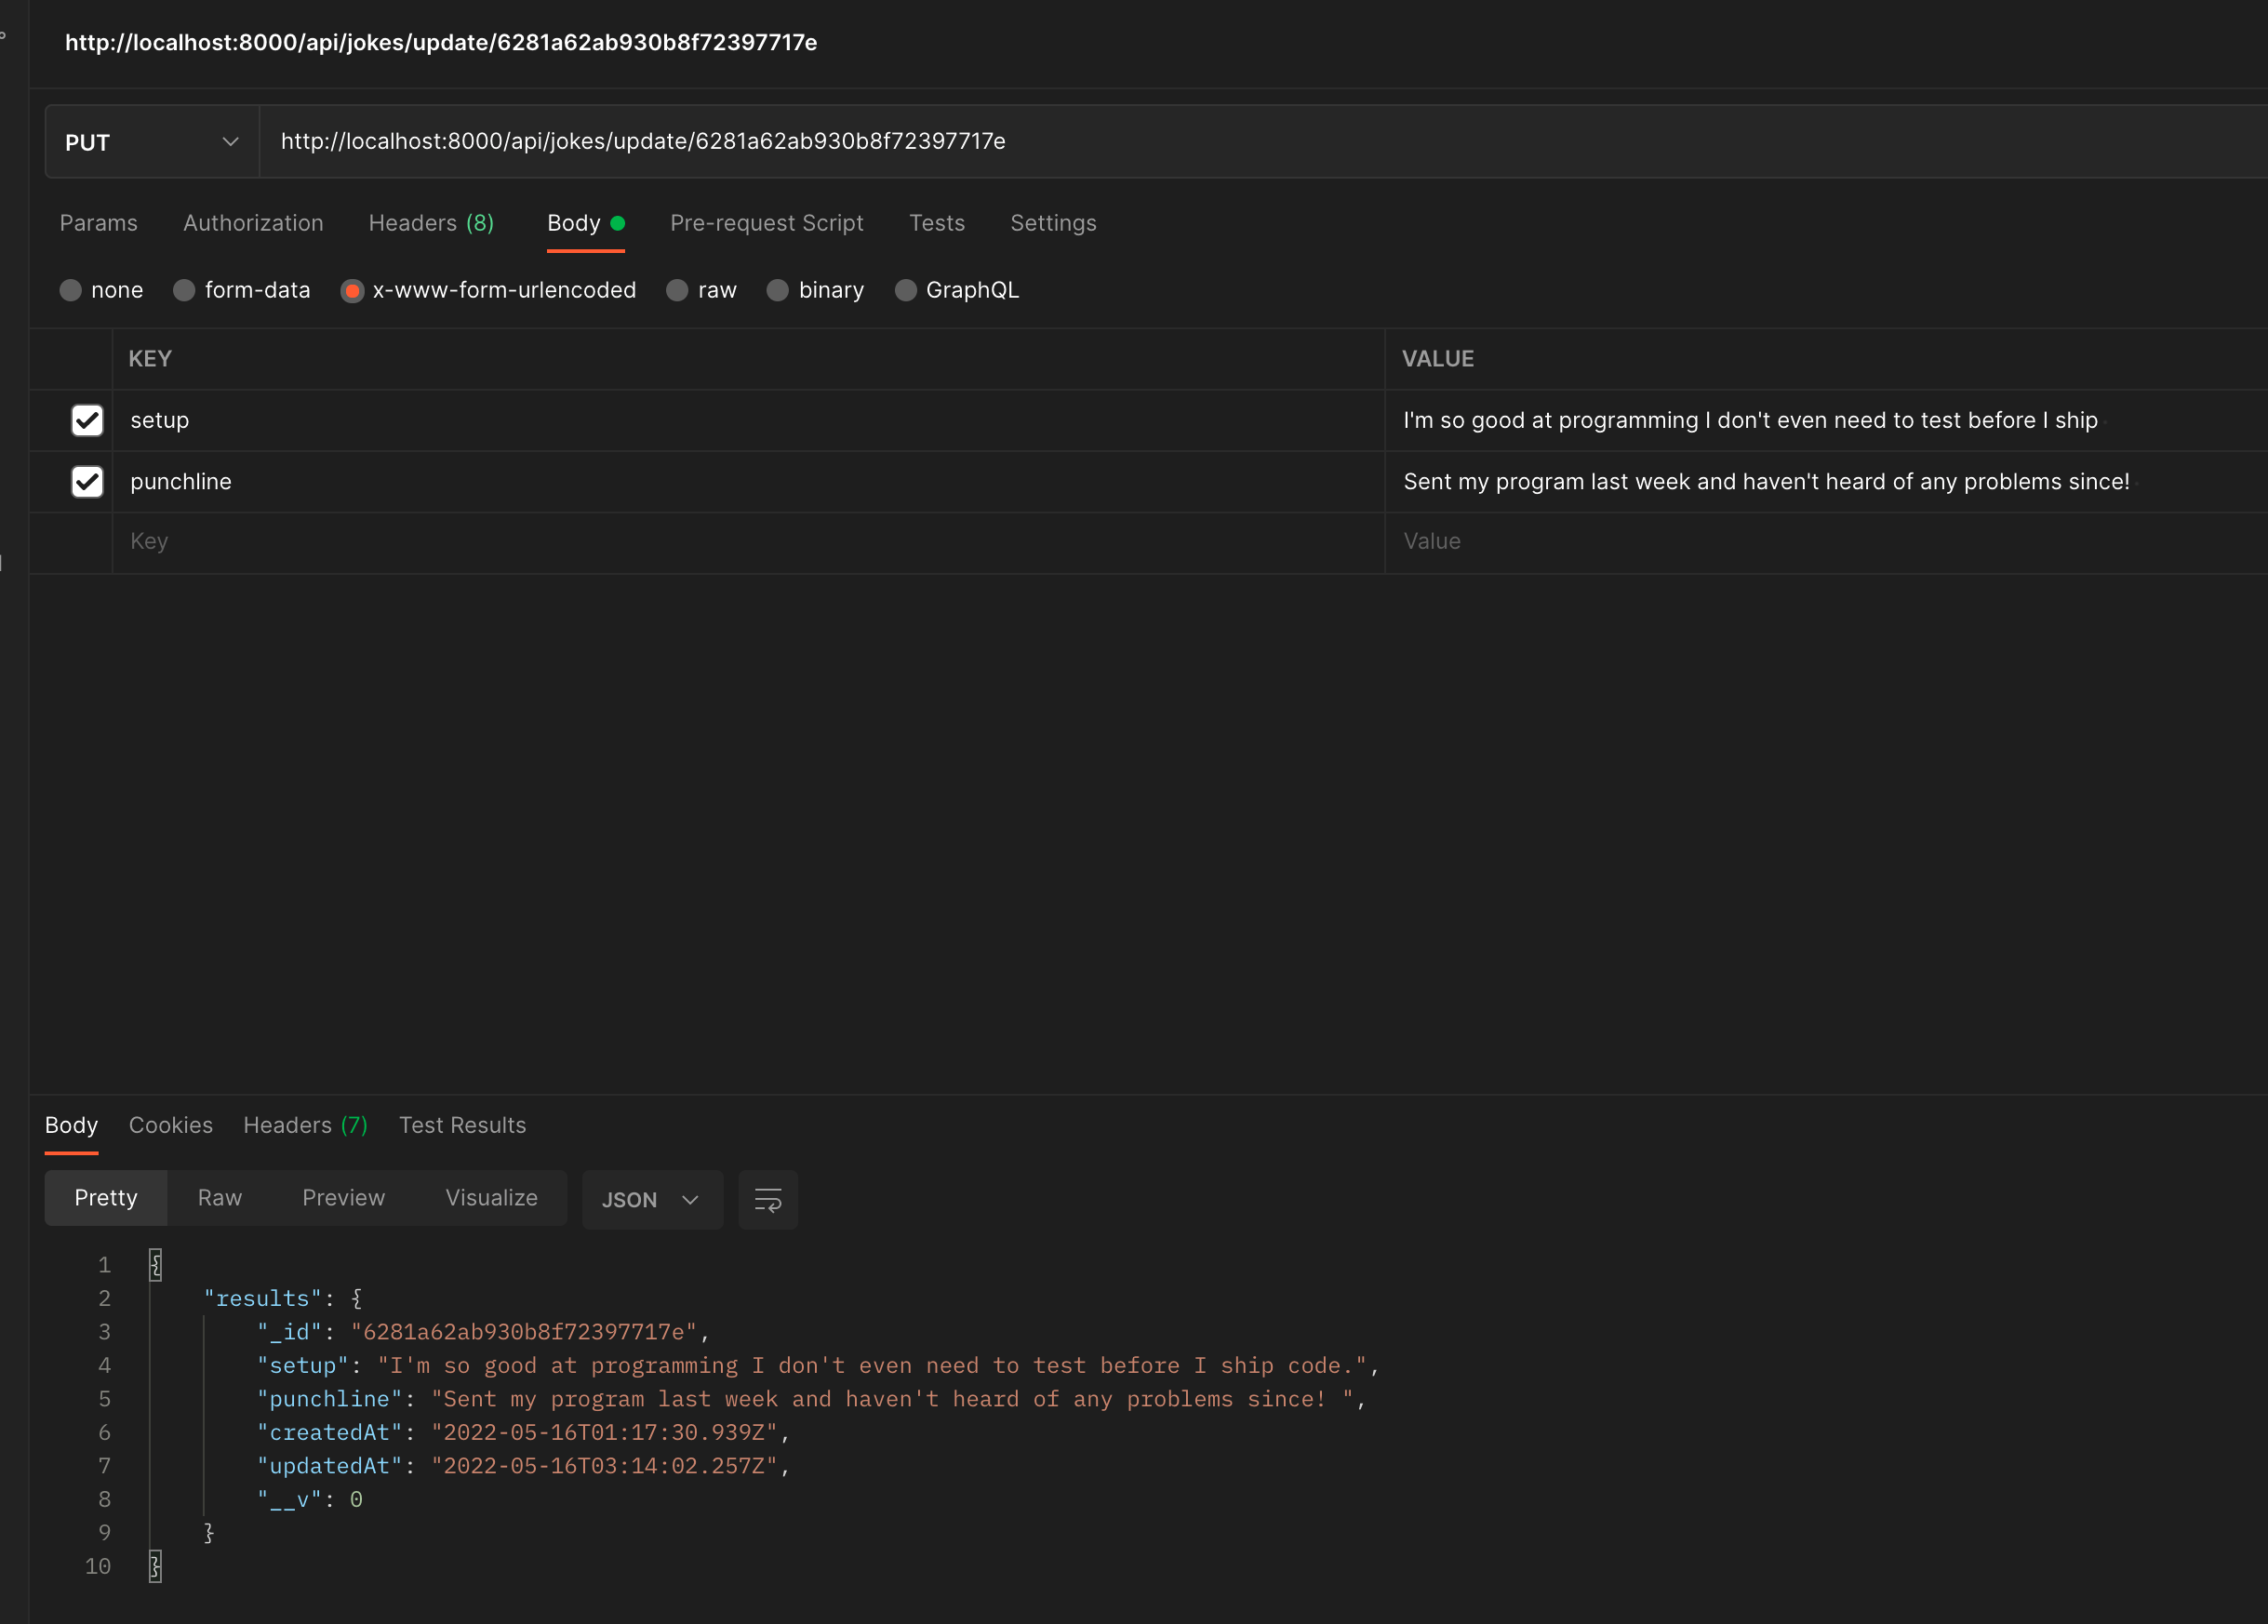 http://localhost:8000/api/jokes/update/6281a62ab930b8f72397717e
PUT http://localhost:8000/api/jokes/update/6281a62ab930b8f72397717e
Params Authorization Headers (8) Body Pre-request Script Tests Settings
none form-data x-www-form-urlencoded raw binary GraphQL
KEY VALUE
setup I'm so good at programming I don't even need to test before I ship
punchline Sent my program last week and haven't heard of any problems since!
Key Value
Body Cookies Headers (7) Test Results
Pretty Raw Preview Visualize JSON
1 {
2 "results": {
3 "_id": "6281a62ab930b8f72397717e",
4 "setup": "I'm so good at programming I don't even need to test before I ship code.",
5 "punchline": "Sent my program last week and haven't heard of any problems since! ",
6 "createdAt": "2022-05-16T01:17:30.939Z",
7 "updatedAt": "2022-05-16T03:14:02.257Z",
8 "__v": 0
9 }
10 }